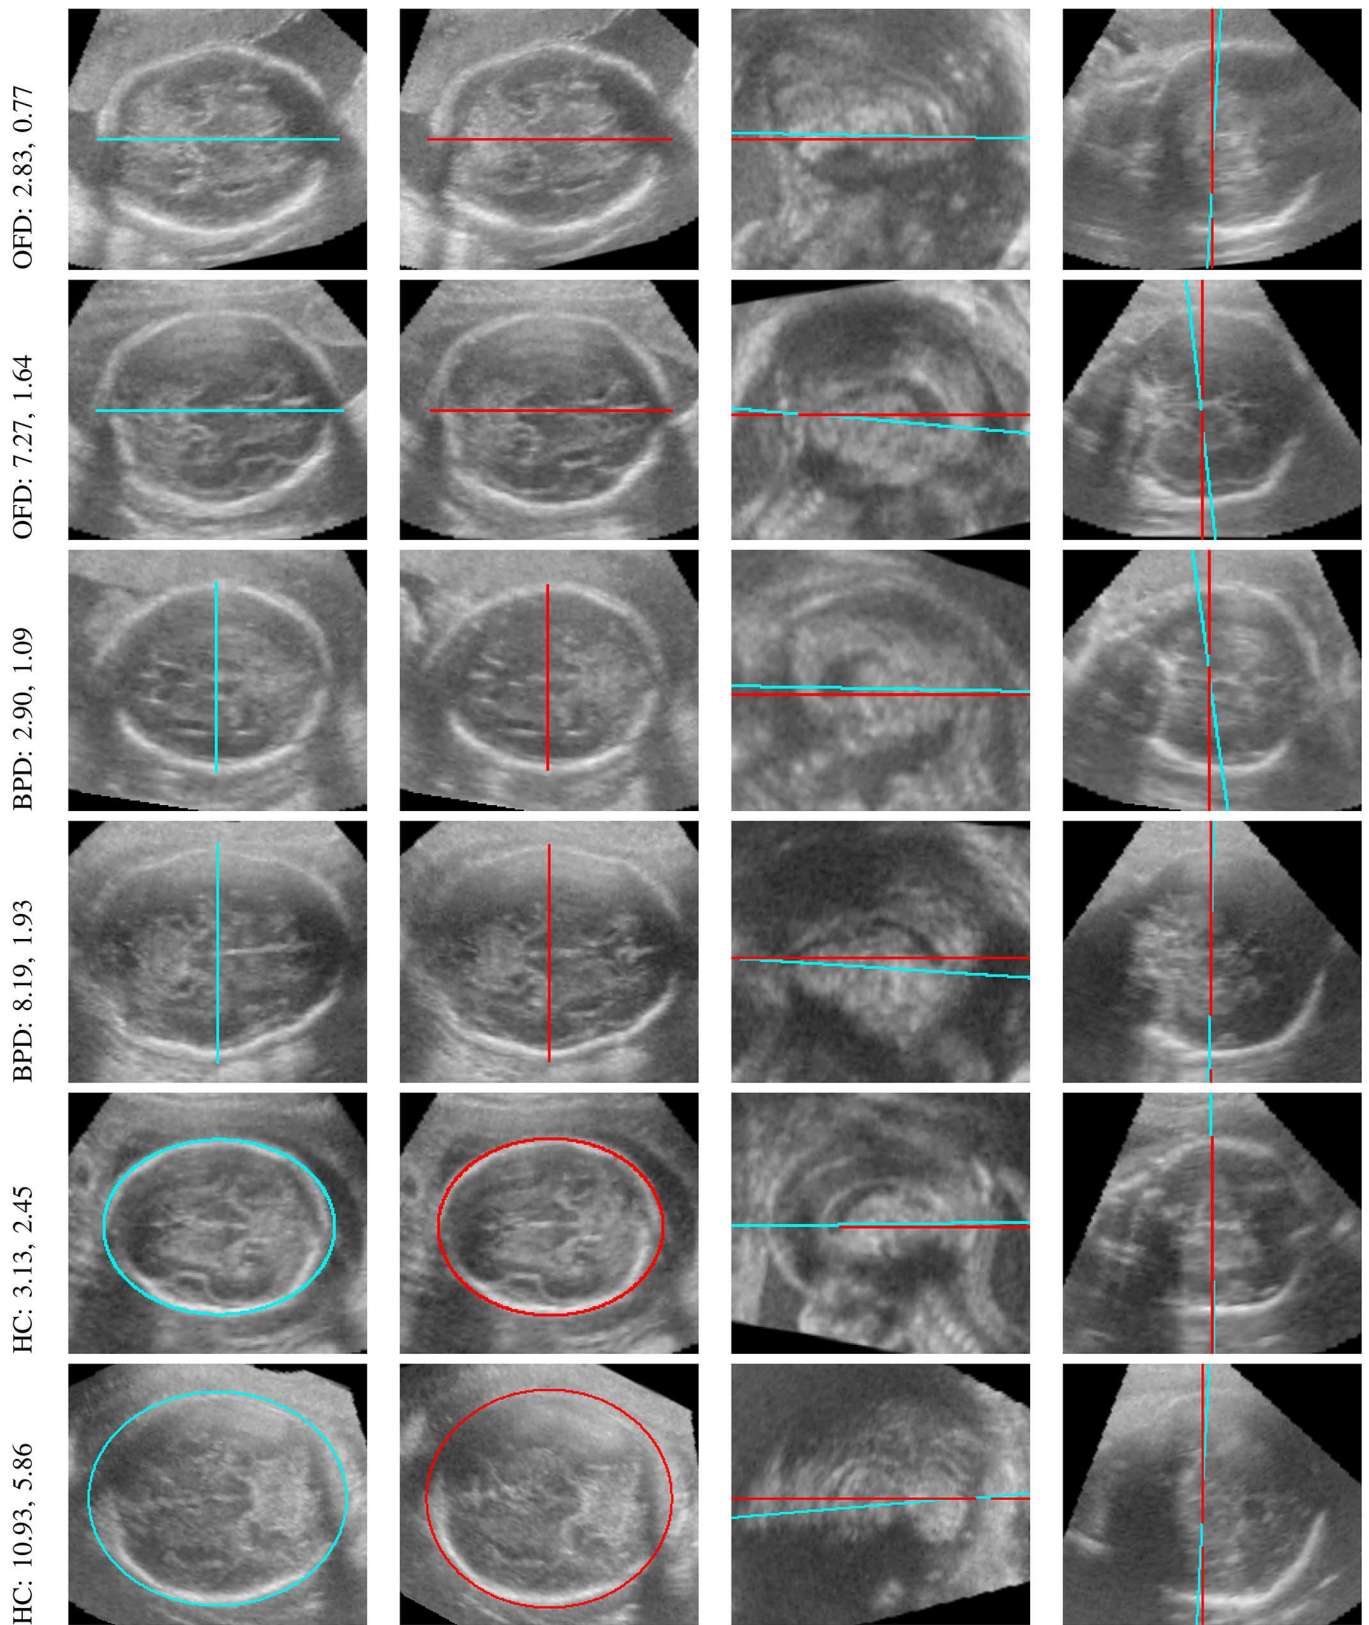 OFD: 2.83, 0.77
OFD: 7.27, 1.64
BPD: 2.90, 1.09
BPD: 8.19, 1.93
HC: 3.13, 2.45
HC: 10.93, 5.86